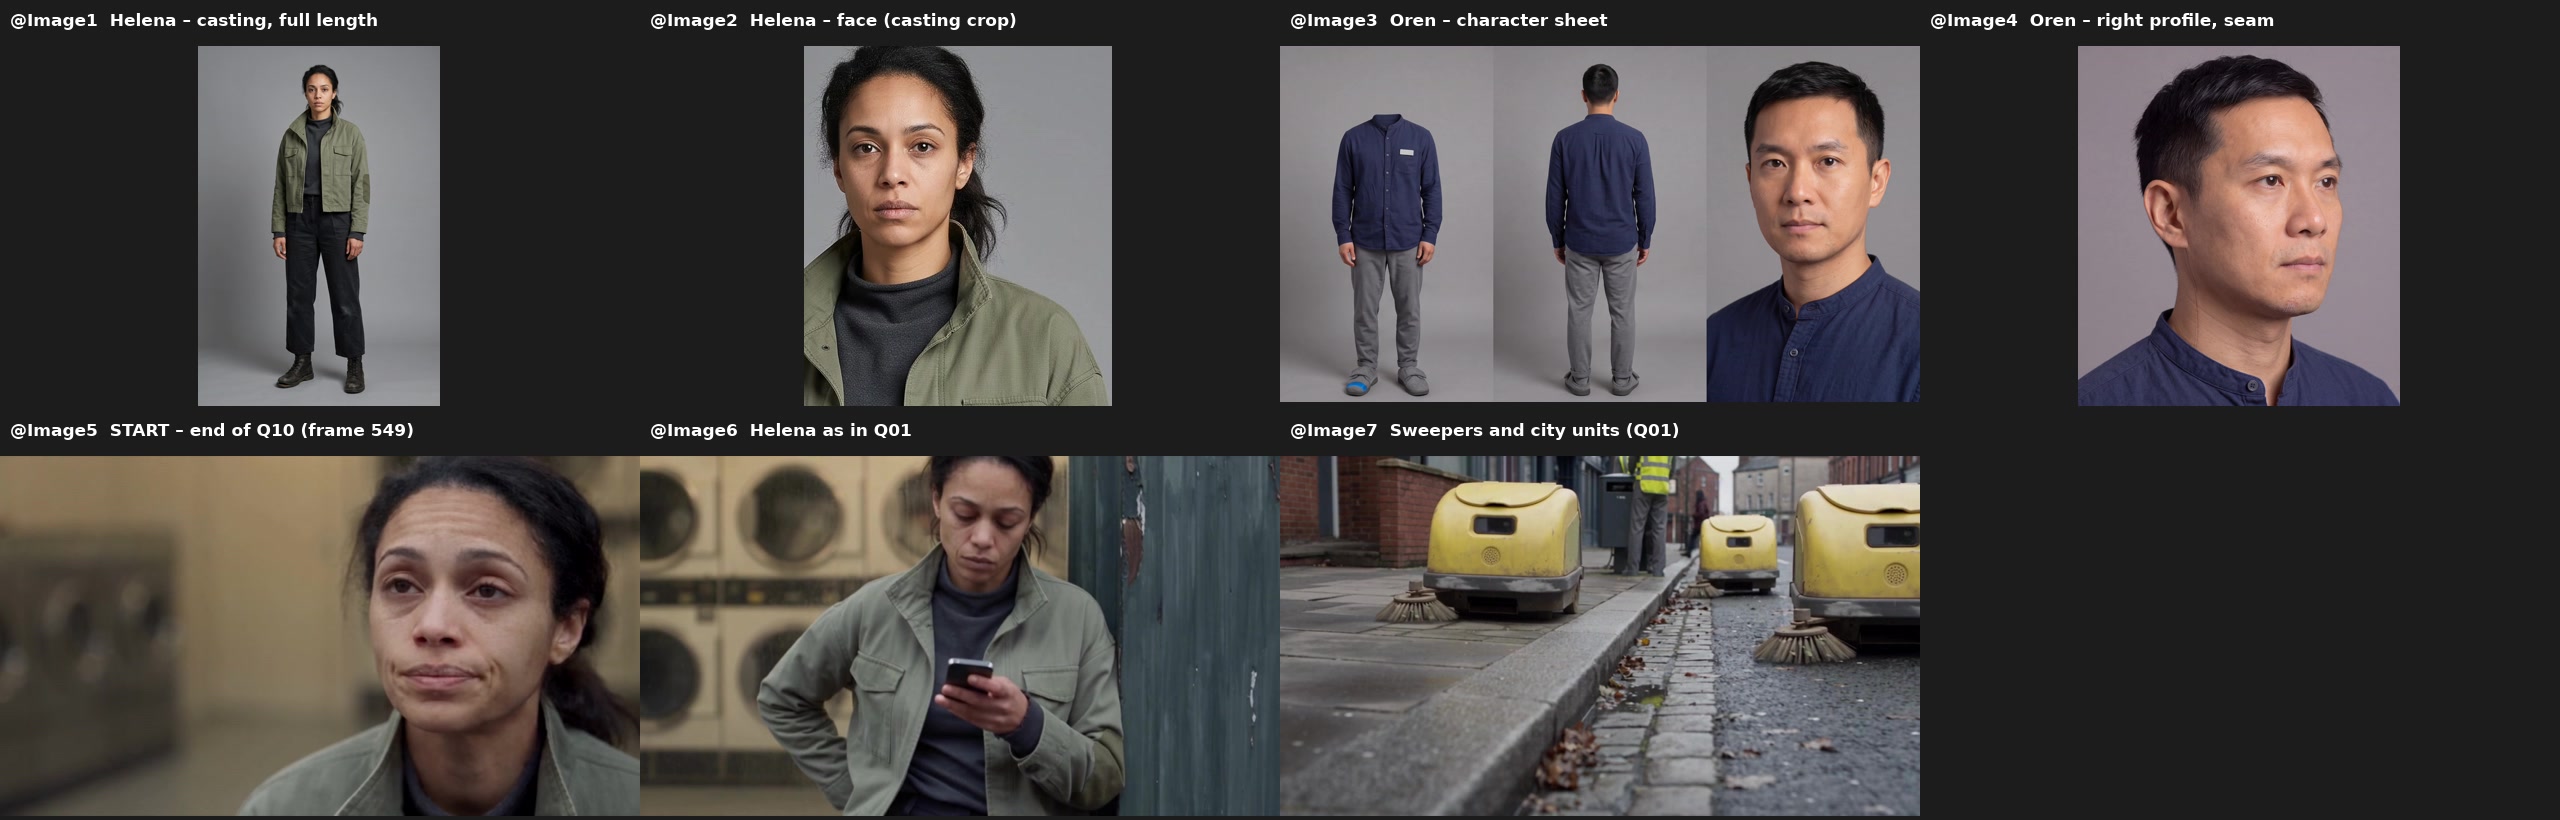 @Image1 Helena – casting, full length
@Image2 Helena – face (casting crop)
@Image3 Oren – character sheet
@Image4 Oren – right profile, seam
@Image5 START – end of Q10 (frame 549)
@Image6 Helena as in Q01
@Image7 Sweepers and city units (Q01)